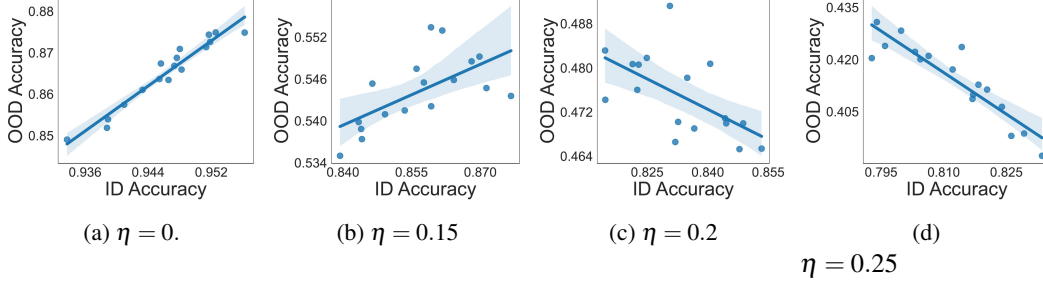 0.88
0.87
0.86
0.85
OOD Accuracy
0.936 0.944 0.952
ID Accuracy
(a) η = 0.
0.552
0.546
0.540
0.534
OOD Accuracy
0.840 0.855 0.870
ID Accuracy
(b) η = 0.15
0.488
0.480
0.472
0.464
OOD Accuracy
0.825 0.840 0.855
ID Accuracy
(c) η = 0.2
0.435
0.420
0.405
OOD Accuracy
0.795 0.810 0.825
ID Accuracy
(d)
η = 0.25